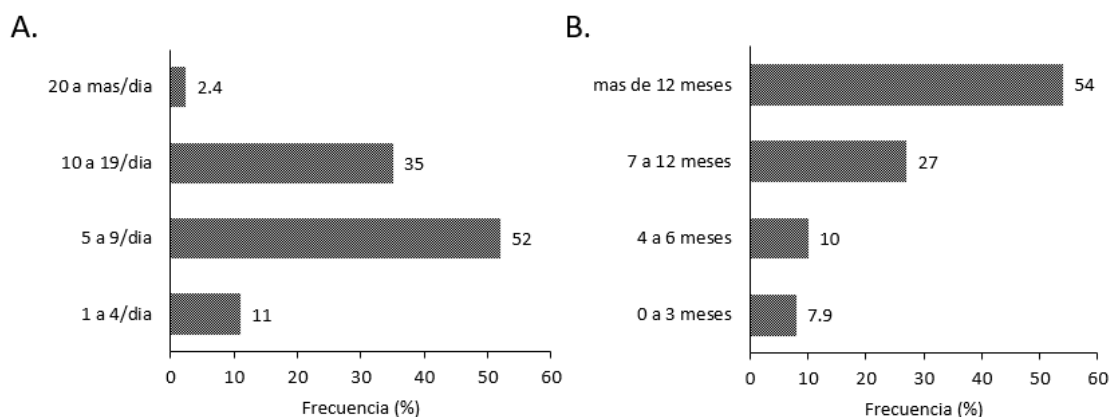 A.
20 a mas/dia
2.4
10 a 19/dia
35
5 a 9/dia
52
1 a 4/dia
11
0 10 20 30 40 50 60
Frecuencia (%)
B.
mas de 12 meses
54
7 a 12 meses
27
4 a 6 meses
10
0 a 3 meses
7.9
0 10 20 30 40 50 60
Frecuencia (%)